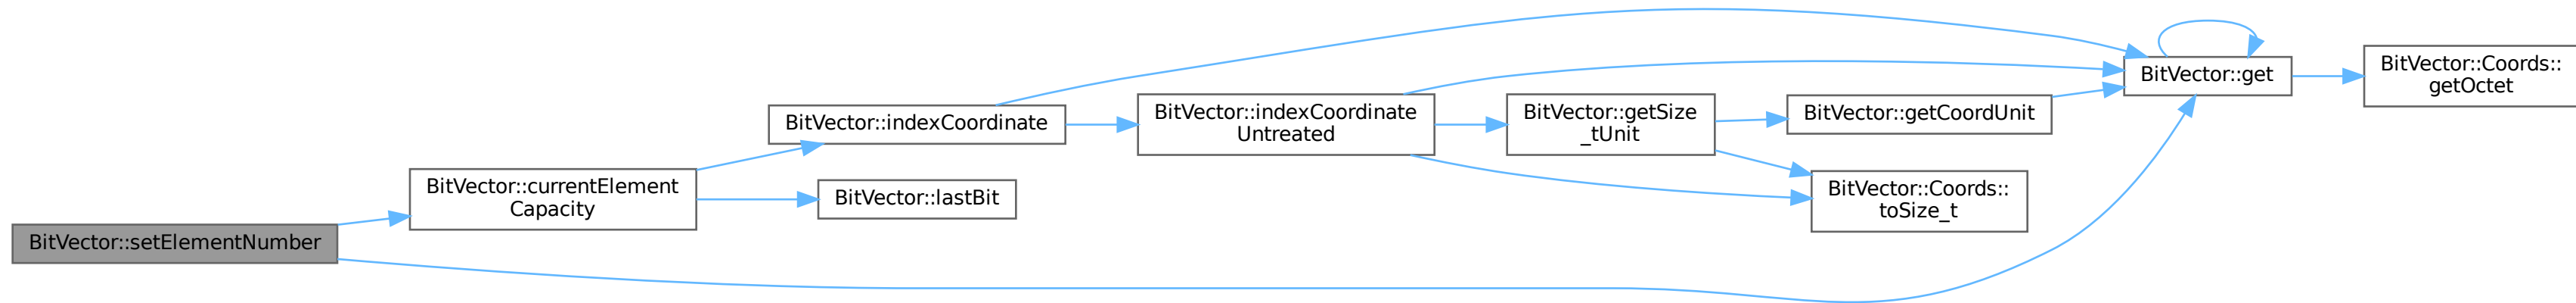 BitVector::setElementNumber
BitVector::currentElement
Capacity
BitVector::indexCoordinate
BitVector::lastBit
BitVector::indexCoordinate
Untreated
BitVector::getSize
_tUnit
BitVector::getCoordUnit
BitVector::Coords::
toSize_t
BitVector::get
BitVector::Coords::
getOctet